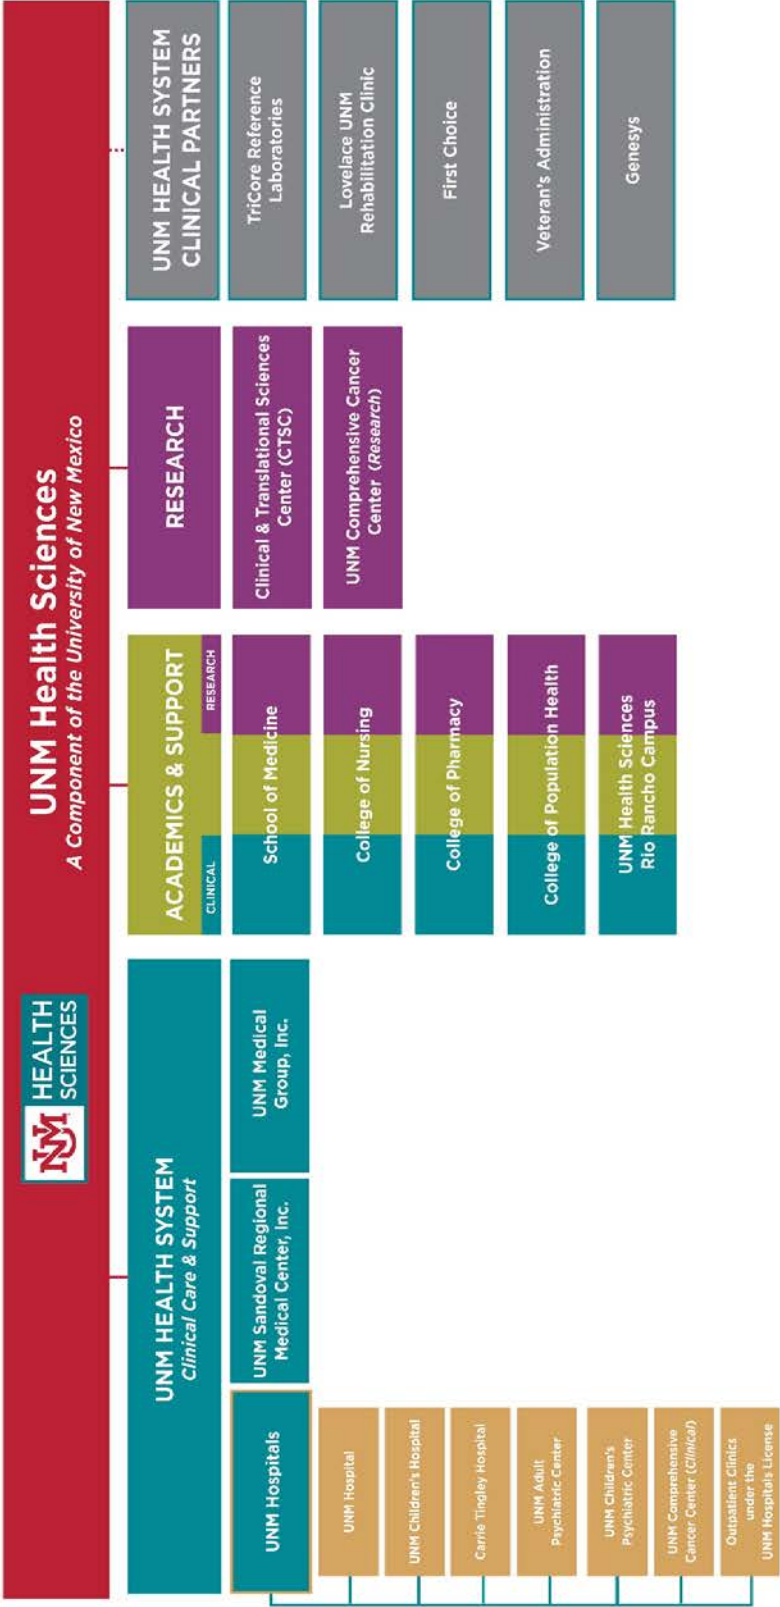 NM HEALTH
SCIENCES
UNM Health Sciences
A Component of the University of New Mexico
UNM HEALTH SYSTEM
Clinical Care & Support
UNM Hospitals
UNM Hospital
UNM Children's Hospital
Carrie Tingley Hospital
UNM Adult
Psychiatric Center
UNM Children's
Psychiatric Center
UNM Comprehensive
Cancer Center (Clinical)
Outpatient Clinics
under the
UNM Hospitals License
UNM Sandoval Regional
Medical Center, Inc.
UNM Medical
Group, Inc.
ACADEMICS & SUPPORT
CLINICAL
RESEARCH
School of Medicine
College of Nursing
College of Pharmacy
College of Population Health
UNM Health Sciences
Rio Rancho Campus
RESEARCH
Clinical & Translational Sciences
Center (CTSC)
UNM Comprehensive Cancer
Center (Research)
UNM HEALTH SYSTEM
CLINICAL PARTNERS
TriCore Reference
Laboratories
Lovelace UNM
Rehabilitation Clinic
First Choice
Veteran's Administration
Genesys